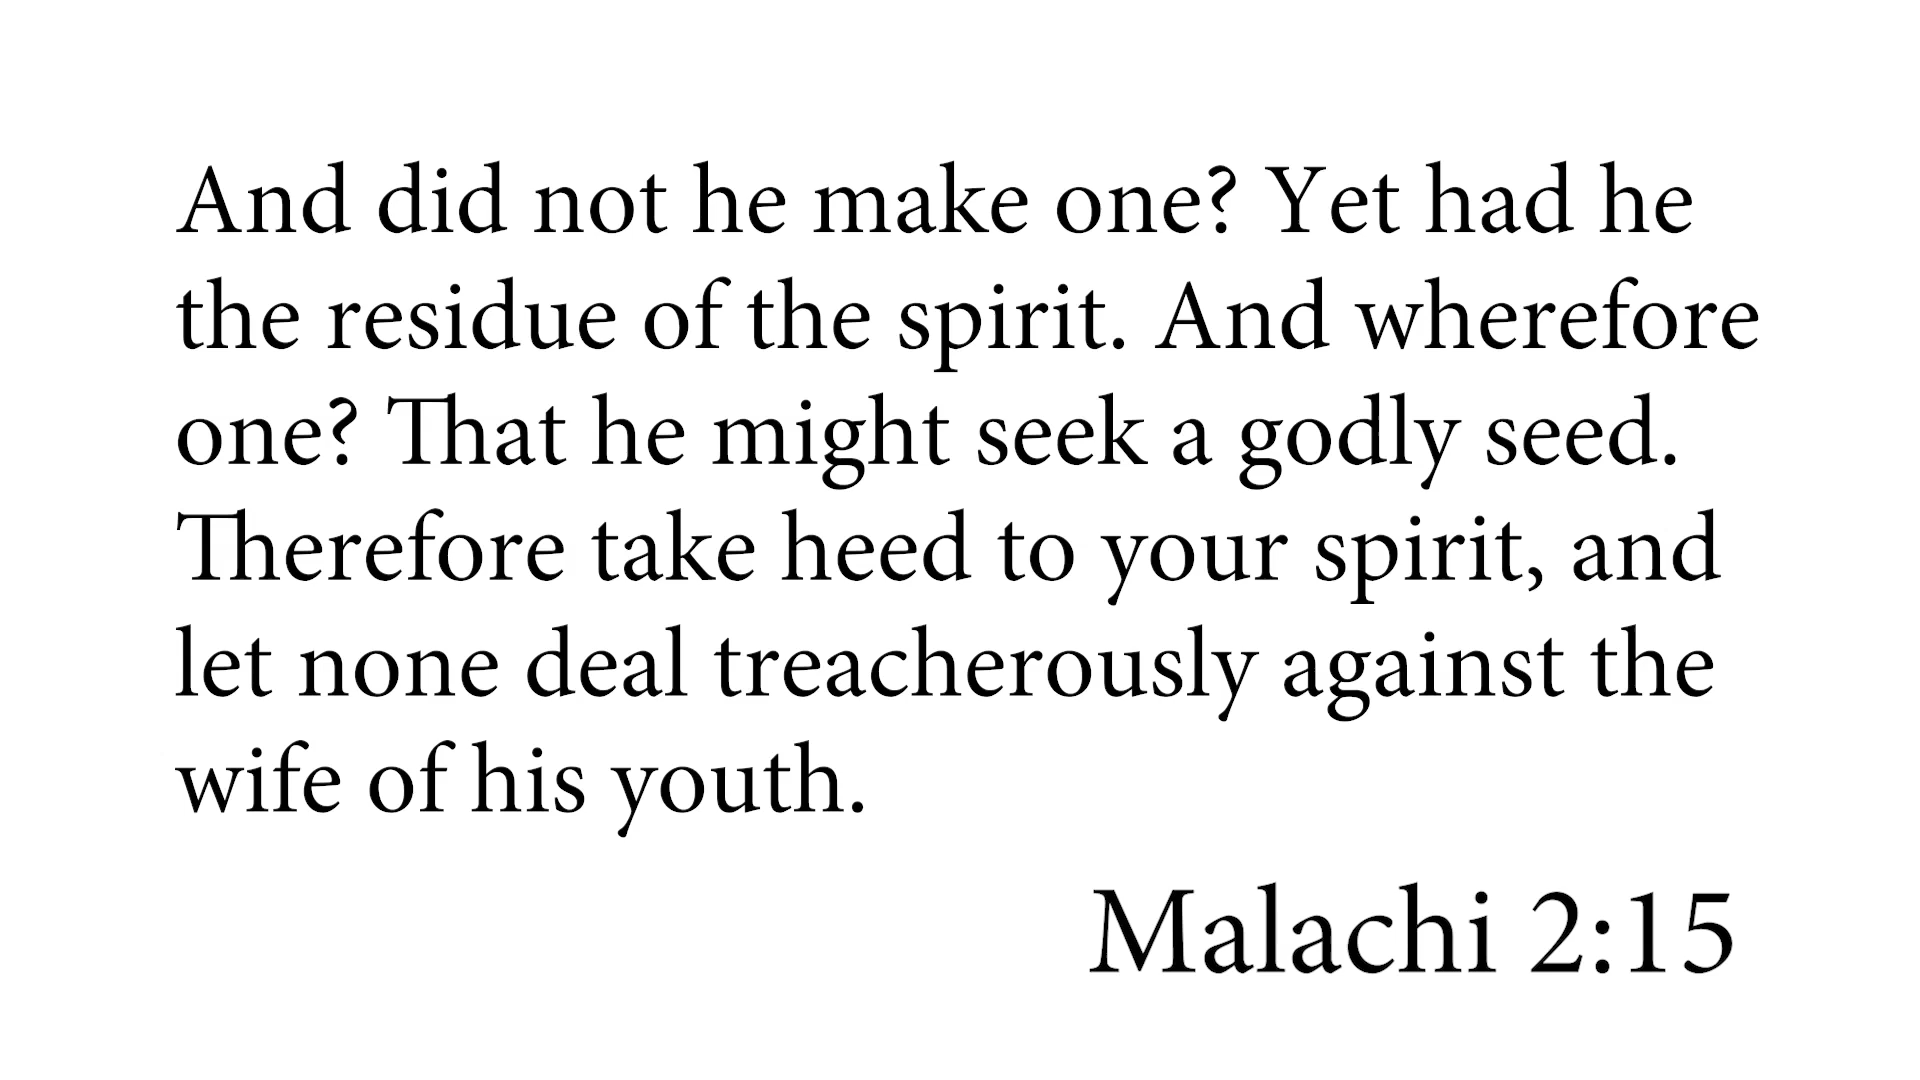 And did not he make one? Yet had he
the residue of the spirit. And wherefore
one? That he might seek a godly seed.
Therefore take heed to your spirit, and
let none deal treacherously against the
wife of his youth.
Malachi 2:15